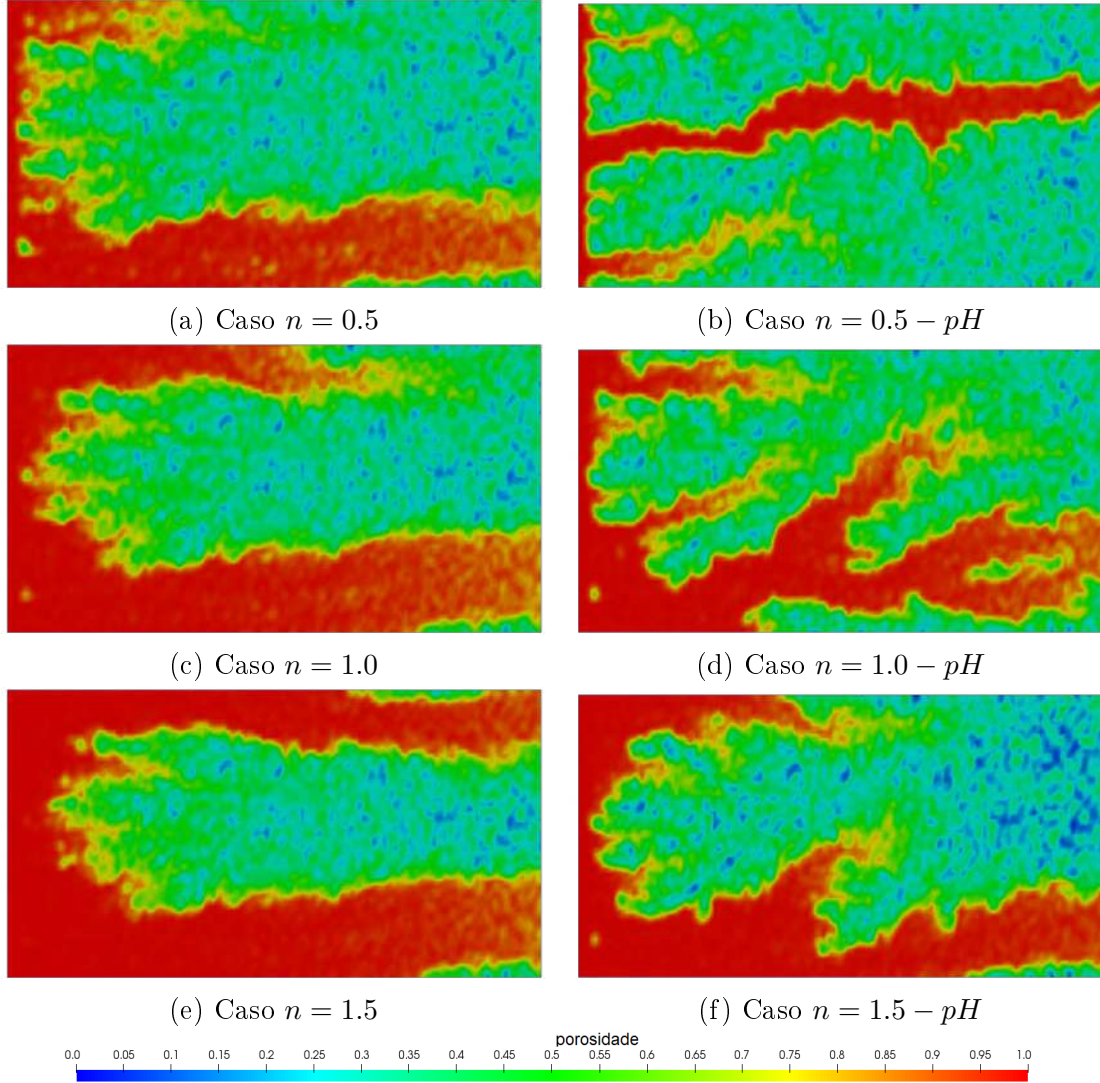 (a) Caso n = 0.5
(b) Caso n = 0.5 − pH
(c) Caso n = 1.0
(d) Caso n = 1.0 − pH
(e) Caso n = 1.5
(f) Caso n = 1.5 − pH
porosidade
0.0 0.05 0.1 0.15 0.2 0.25 0.3 0.35 0.4 0.45 0.5 0.55 0.6 0.65 0.7 0.75 0.8 0.85 0.9 0.95 1.0